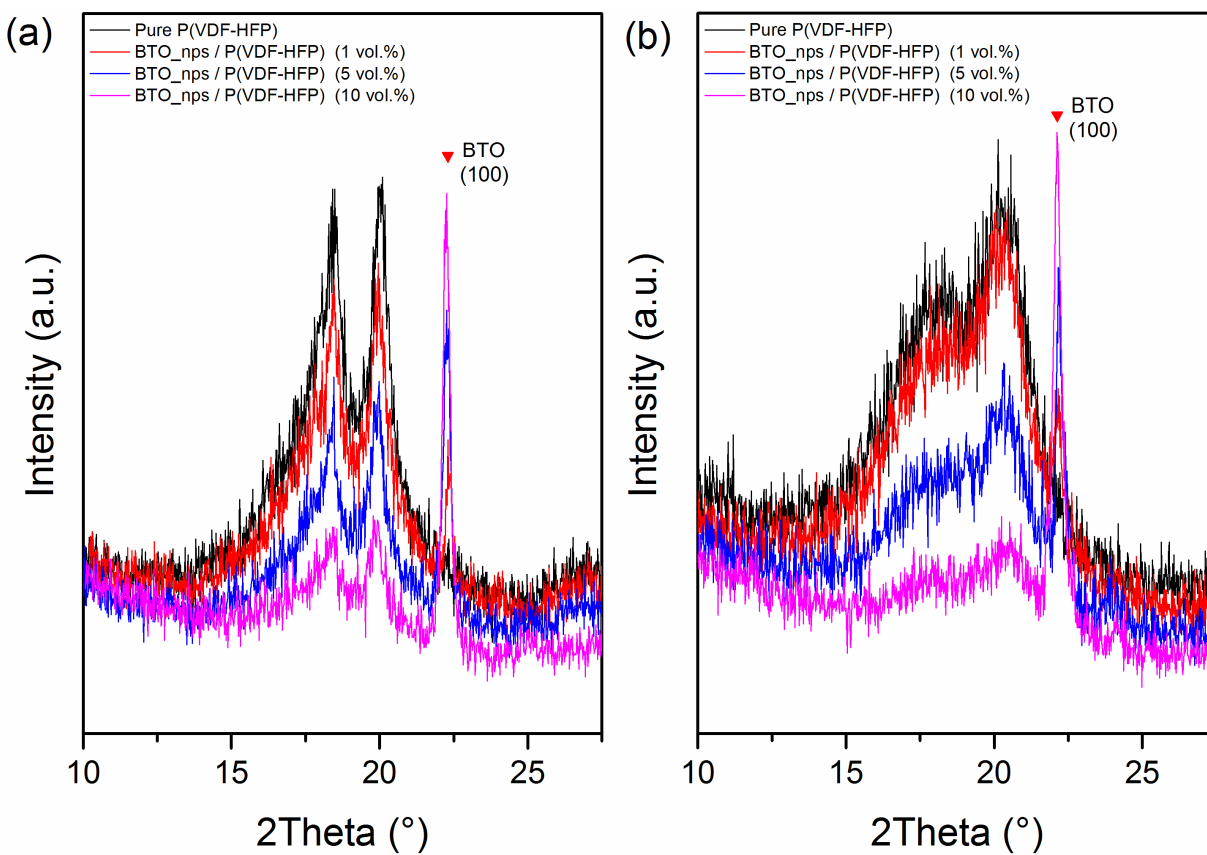 (a)
Pure P(VDF-HFP)
BTO_nps / P(VDF-HFP) (1 vol.%)
BTO_nps / P(VDF-HFP) (5 vol.%)
BTO_nps / P(VDF-HFP) (10 vol.%)
BTO
(100)
Intensity (a.u.)
10 15 20 25
2Theta (°)
(b)
Pure P(VDF-HFP)
BTO_nps / P(VDF-HFP) (1 vol.%)
BTO_nps / P(VDF-HFP) (5 vol.%)
BTO_nps / P(VDF-HFP) (10 vol.%)
BTO
(100)
Intensity (a.u.)
10 15 20 25
2Theta (°)